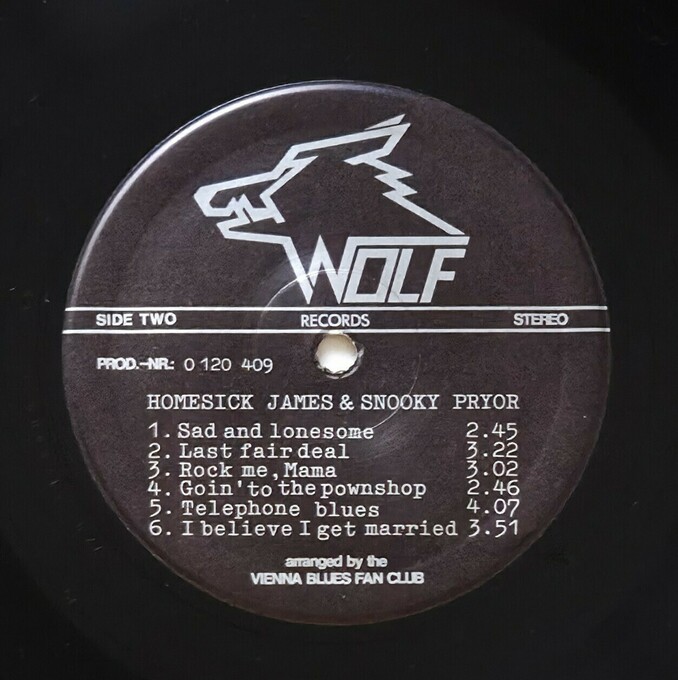 WOLF
SIDE TWO RECORDS STEREO
PROD.-NR.: 0 120 409
HOMESICK JAMES & SNOOKY PRYOR
1. Sad and lonesome 2.45
2. Last fair deal 3.22
3. Rock me, Mama 3.02
4. Goin' to the pownshop 2.46
5. Telephone blues 4.07
6. I believe I get married 3.51
arranged by the
VIENNA BLUES FAN CLUB